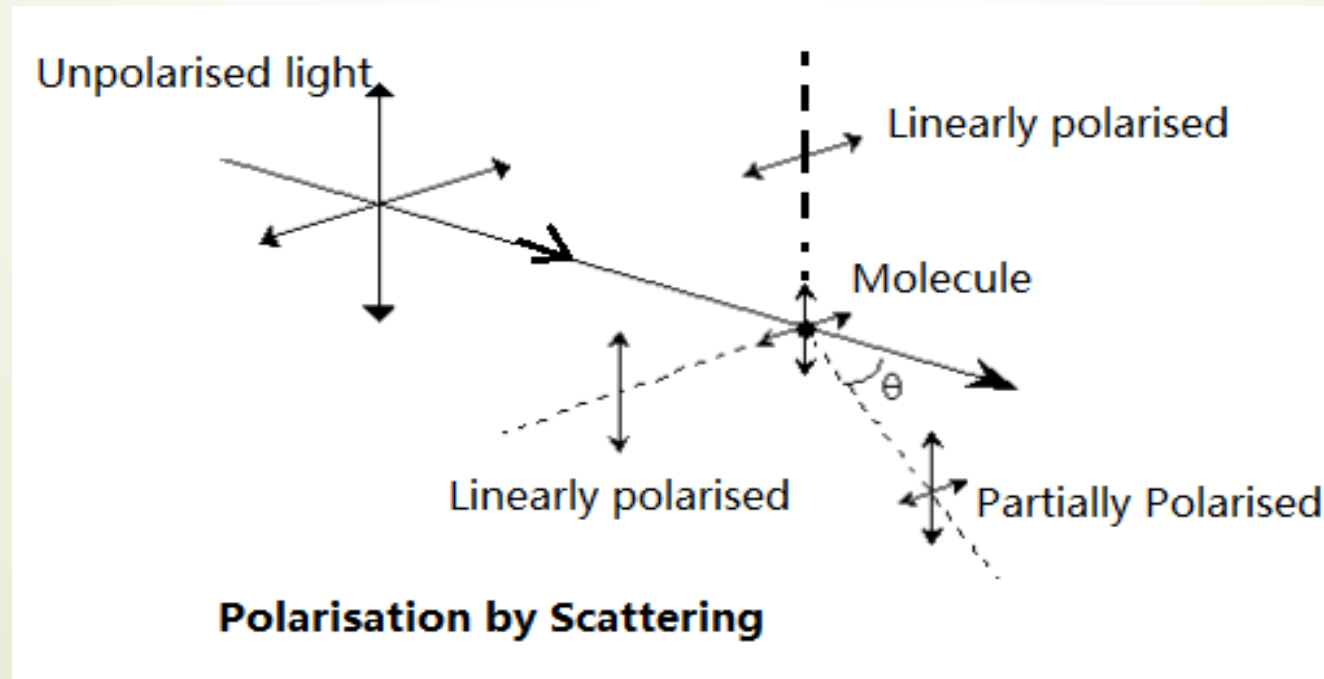 Unpolarised light
Linearly polarised
Molecule
θ
Linearly polarised
Partially Polarised
Polarisation by Scattering